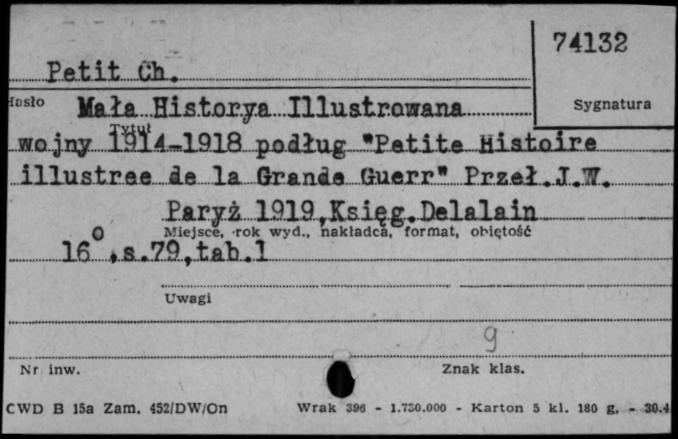 74132
Petit Ch.
Hasło
Sygnatura
Mała Historya Illustrowana
Tytuł
wojny 1914-1918 podług "Petite Histoire
illustree de la Grande Guerr" Przeł.J.W.
Paryż 1919,Księg.Delalain
Miejsce, rok wyd., nakładca, format, objętość
16°,s.79,tab.1
Uwagi
9
Nr inw.
Znak klas.
CWD B 15a Zam. 452/DW/On
Wrak 396 - 1.730.000 - Karton 5 kl. 180 g. - 30.4